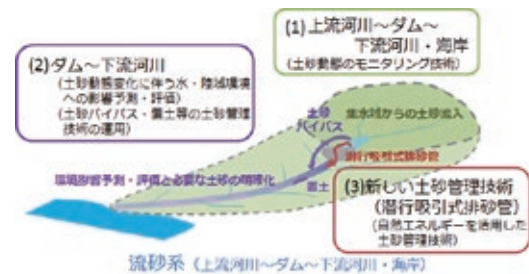 (1)上流河川～ダム～
下流河川・海岸
(土砂動態のモニタリング技術)
(2)ダム～下流河川
(土砂動態変化に伴う水・陸域環境
への影響予測・評価)
(土砂バイパス・置土等の土砂管理
技術の運用)
土砂
バイパス
集水域からの土砂流入
潜行吸引式排砂管
置土
環境影響予測・評価と必要な土砂の明確化
(3)新しい土砂管理技術
(潜行吸引式排砂管)
(自然エネルギーを活用した
土砂管理技術)
流砂系(上流河川～ダム～下流河川・海岸)